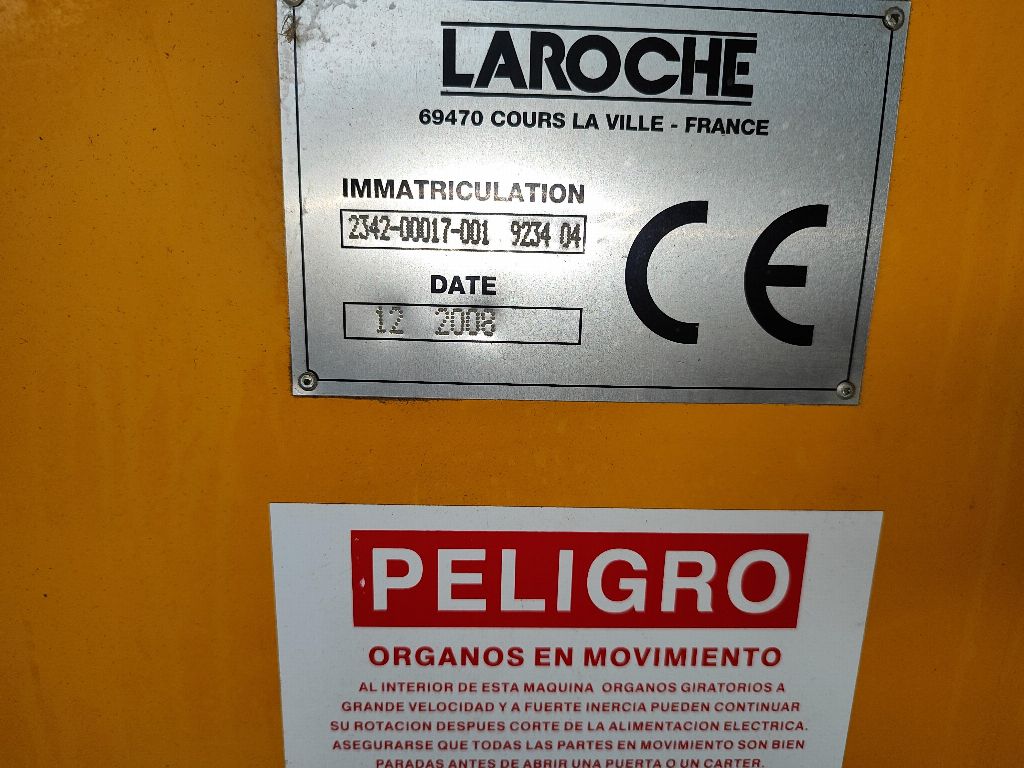 LAROCHE
69470 COURS LA VILLE - FRANCE
IMMATRICULATION
2342-00017-001 9234 04
DATE
12 2008
CE
PELIGRO
ORGANOS EN MOVIMIENTO
AL INTERIOR DE ESTA MAQUINA ORGANOS GIRATORIOS A
GRANDE VELOCIDAD Y A FUERTE INERCIA PUEDEN CONTINUAR
SU ROTACION DESPUES CORTE DE LA ALIMENTACION ELECTRICA.
ASEGURARSE QUE TODAS LAS PARTES EN MOVIMIENTO SON BIEN
PARADAS ANTES DE ABRIR UNA PUERTA O UN CARTER.